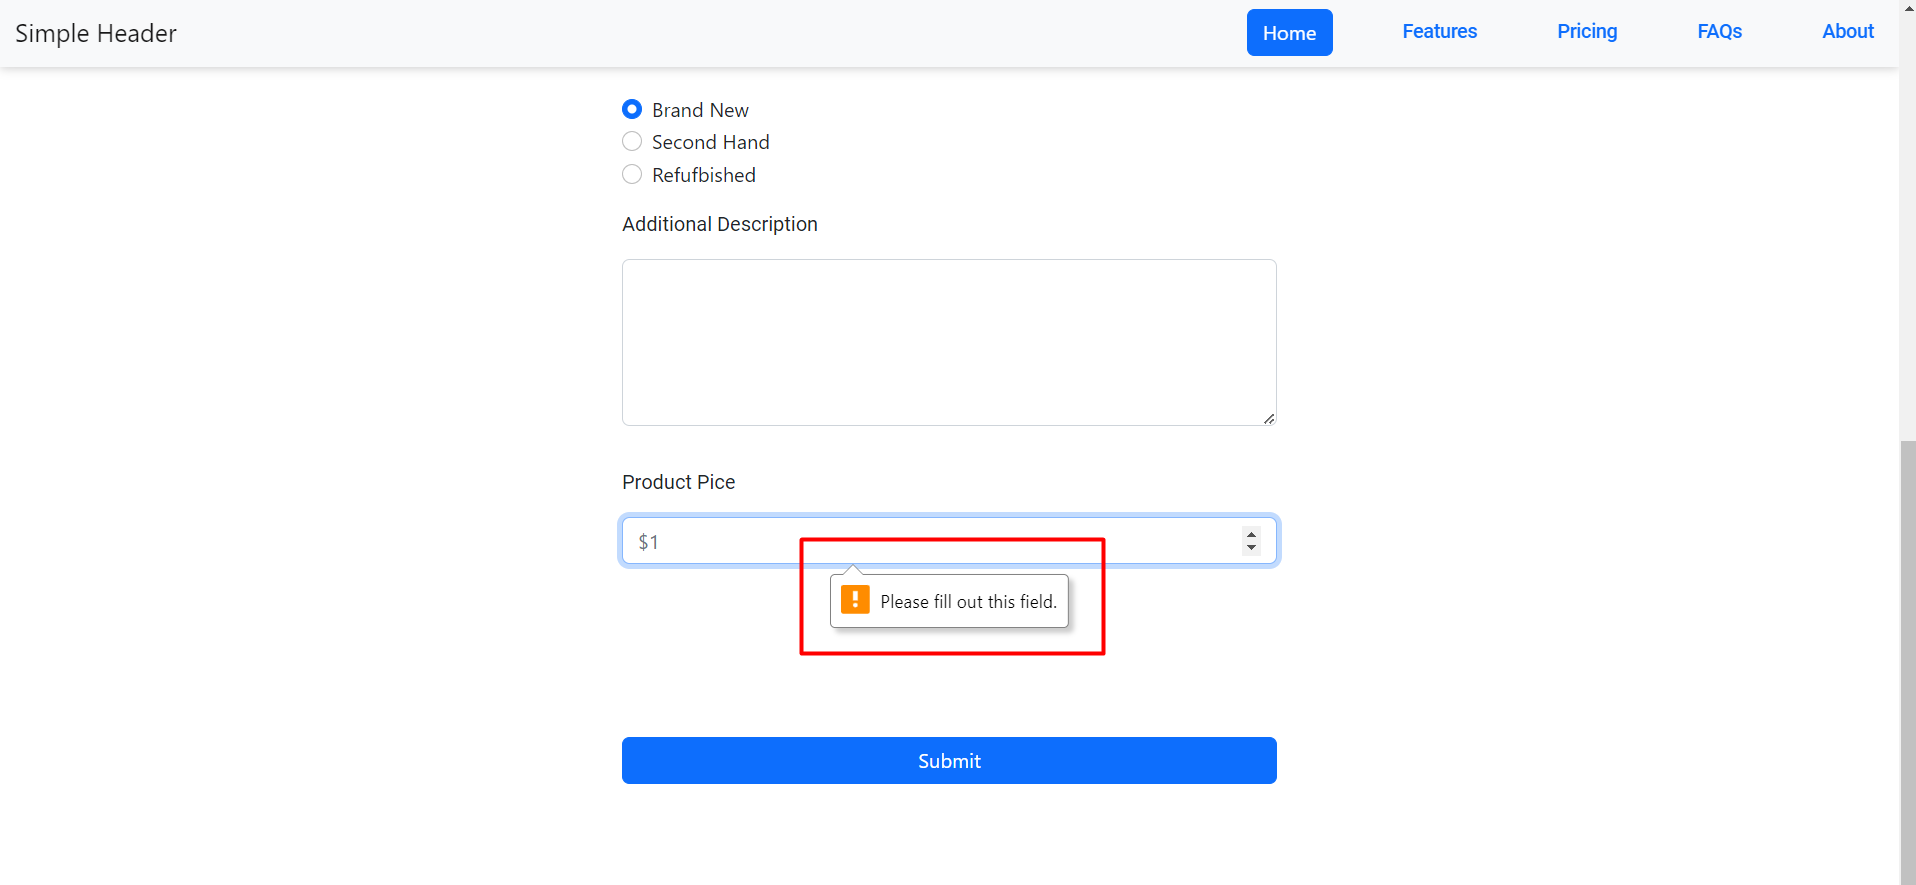 Simple Header
Home Features Pricing FAQs About
Brand New
Second Hand
Refufbished
Additional Description
Product Pice
$1
Please fill out this field.
Submit